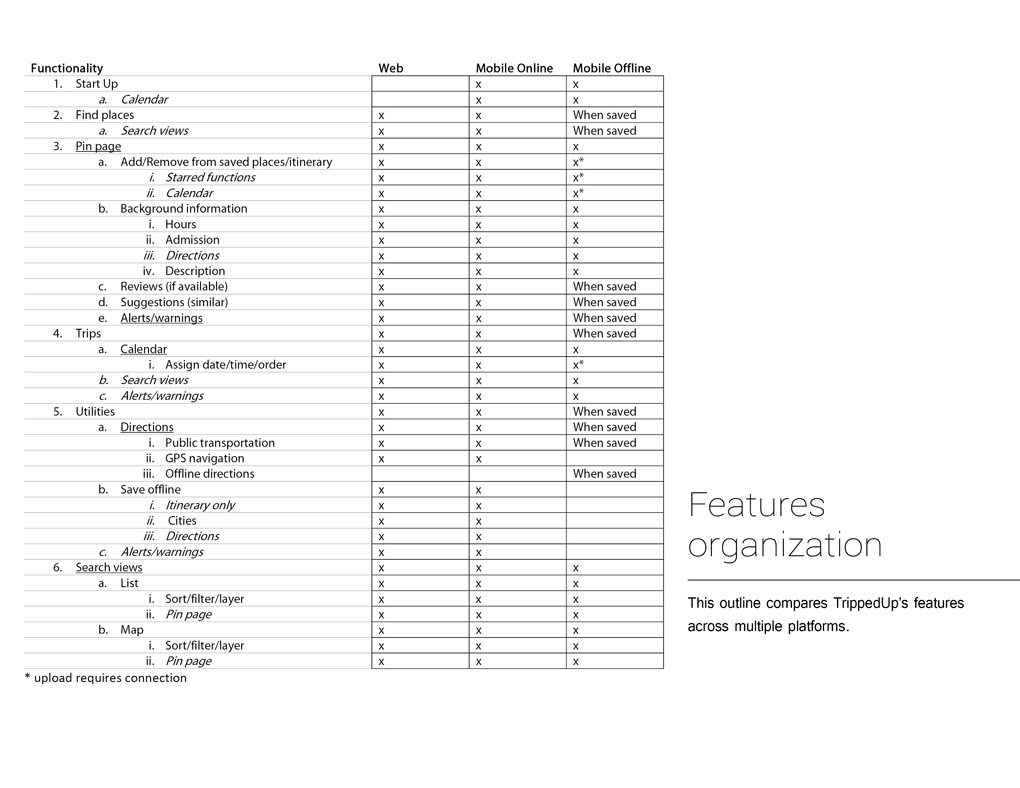 Functionality Web Mobile Online Mobile Offline
1. Start Up x x
a. Calendar x x
2. Find places x x When saved
a. Search views x x When saved
3. Pin page x x x
a. Add/Remove from saved places/itinerary x x x*
i. Starred functions x x x*
ii. Calendar x x x*
b. Background information x x x
i. Hours x x x
ii. Admission x x x
iii. Directions x x x
iv. Description x x x
c. Reviews (if available) x x When saved
d. Suggestions (similar) x x When saved
e. Alerts/warnings x x When saved
4. Trips x x When saved
a. Calendar x x x
i. Assign date/time/order x x x*
b. Search views x x x
c. Alerts/warnings x x x
5. Utilities x x When saved
a. Directions x x When saved
i. Public transportation x x When saved
ii. GPS navigation x x
iii. Offline directions When saved
b. Save offline x x
i. Itinerary only x x
ii. Cities x x
iii. Directions x x
c. Alerts/warnings x x
6. Search views x x x
a. List x x x
i. Sort/filter/layer x x x
ii. Pin page x x x
b. Map x x x
i. Sort/filter/layer x x x
ii. Pin page x x x
* upload requires connection
Features
organization
This outline compares TrippedUp's features
across multiple platforms.